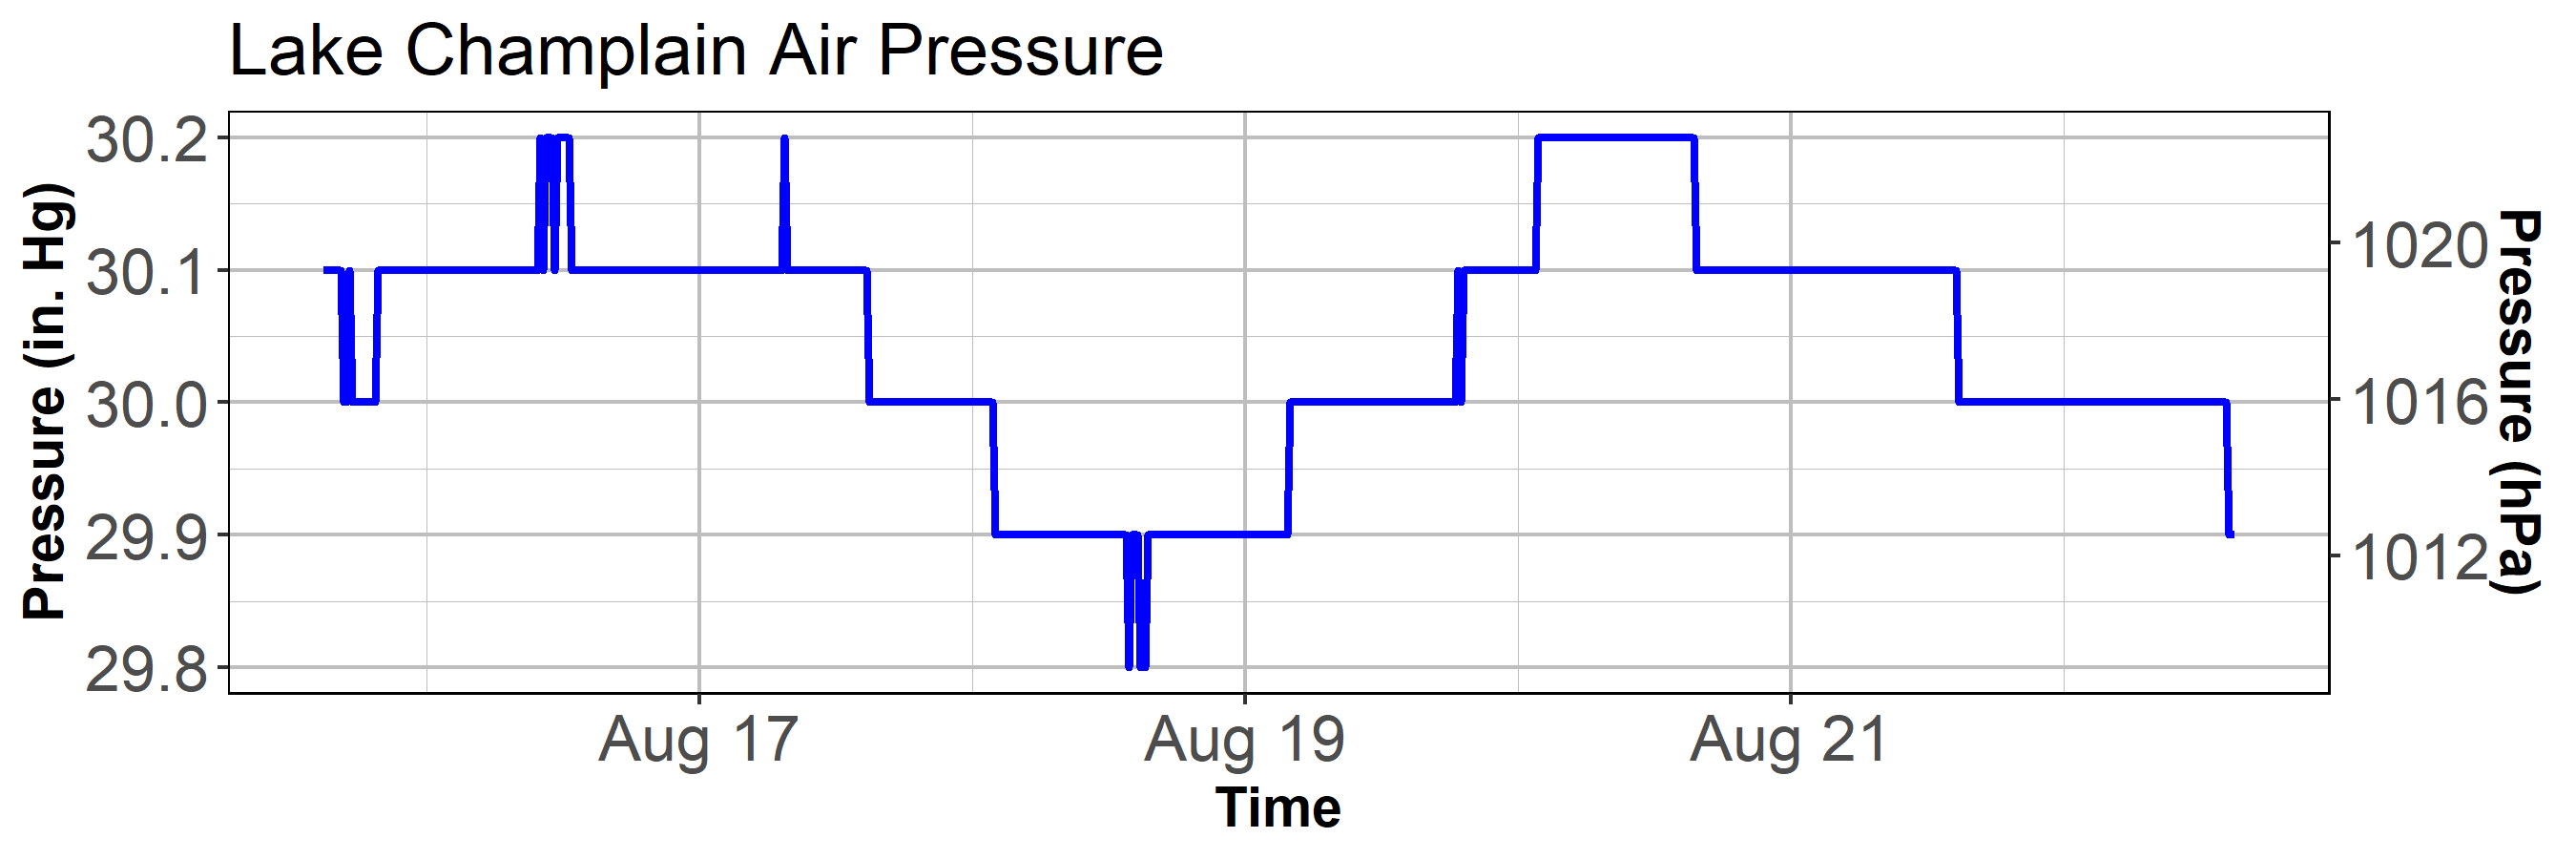 Lake Champlain Air Pressure
Pressure (in. Hg)
30.2
30.1
30.0
29.9
29.8
1020
1016
1012
Pressure (hPa)
Aug 17 Aug 19 Aug 21
Time